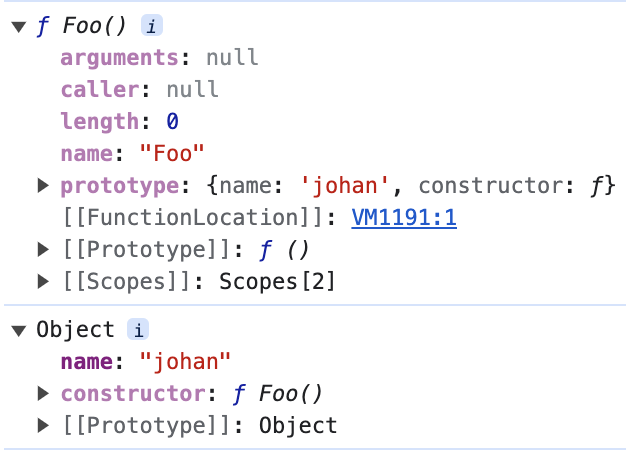 ▼ ƒ Foo() i
arguments: null
caller: null
length: 0
name: "Foo"
▶ prototype: {name: 'johan', constructor: ƒ}
[[FunctionLocation]]: VM1191:1
▶ [[Prototype]]: ƒ ()
▶ [[Scopes]]: Scopes[2]
▼ Object i
name: "johan"
▶ constructor: ƒ Foo()
▶ [[Prototype]]: Object